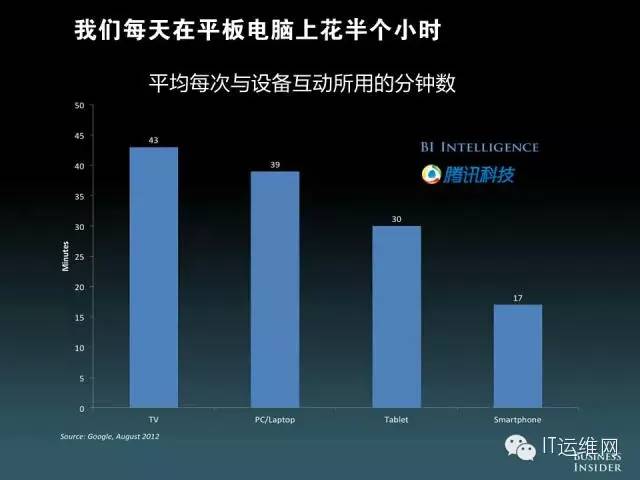 我们每天在平板电脑上花半个小时
平均每次与设备互动所用的分钟数
50
45
40
35
30
25
20
15
10
5
0
Minutes
43
39
30
17
BI INTELLIGENCE
腾讯科技
TV
PC/Laptop
Tablet
Smartphone
Source: Google, August 2012
IT运维网
BUSINESS
INSIDER